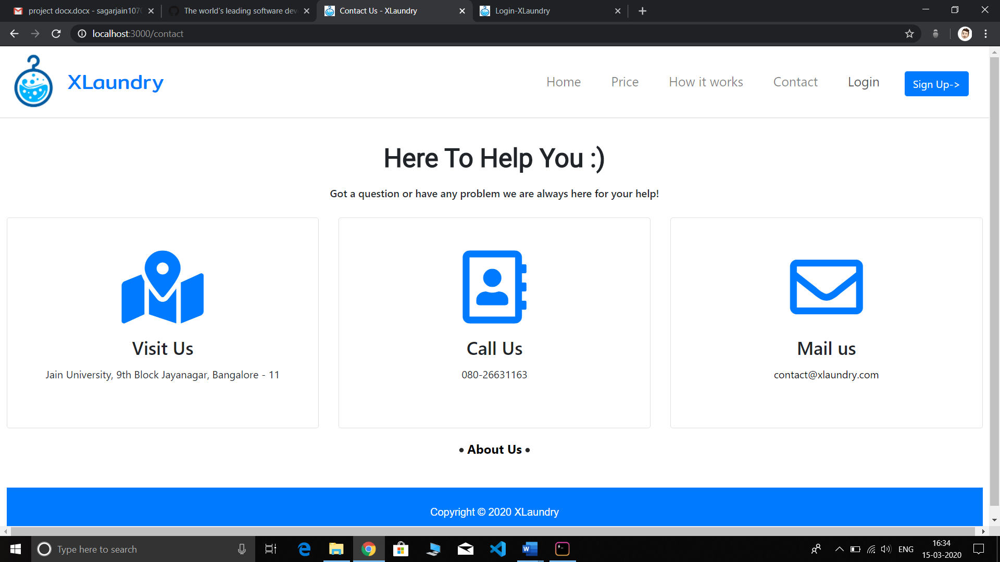 project docx.docx - sagarjain107
The world's leading software dev
Contact Us - XLaundry
Login-XLaundry
localhost:3000/contact
XLaundry
Home
Price
How it works
Contact
Login
Sign Up->
Here To Help You :)
Got a question or have any problem we are always here for your help!
Visit Us
Jain University, 9th Block Jayanagar, Bangalore - 11
Call Us
080-26631163
Mail us
contact@xlaundry.com
• About Us •
Copyright © 2020 XLaundry
Type here to search
ENG
16:34
15-03-2020